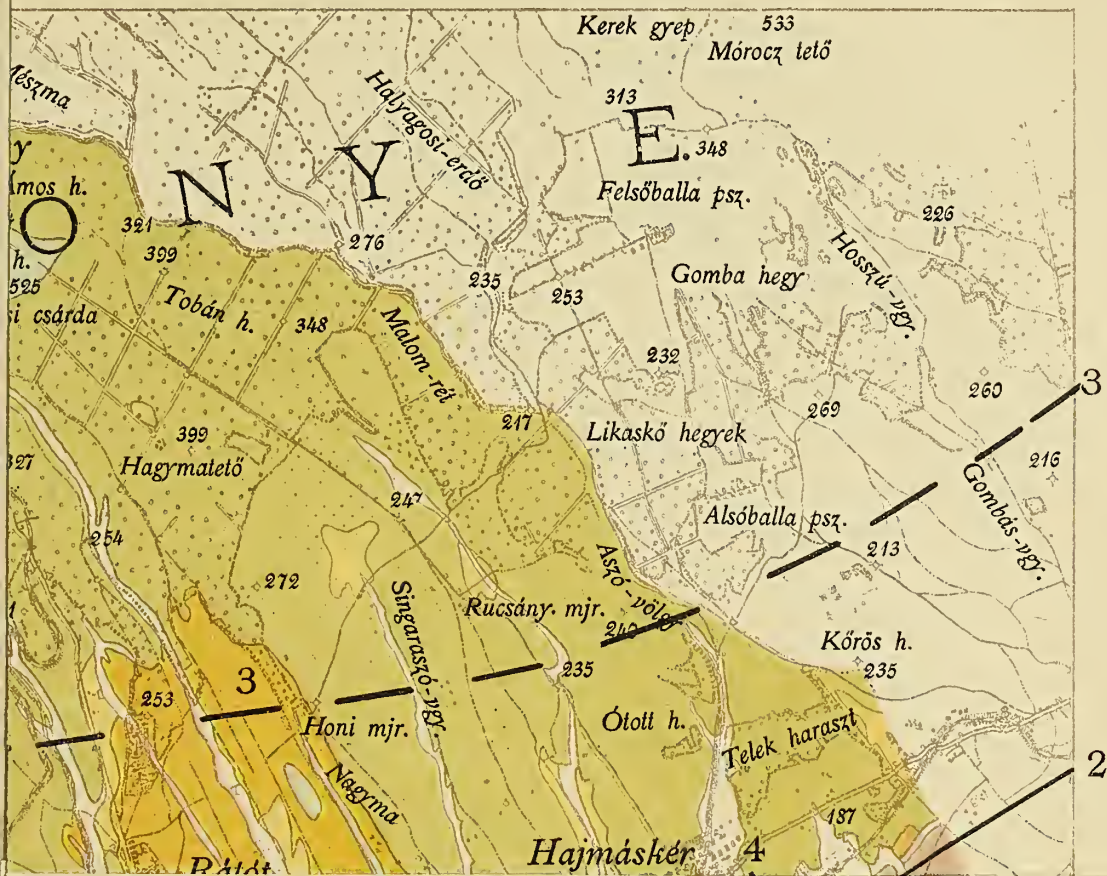 Kerek gyep
533
Mórocz tető
Mészma
Halyagosi-erdő
313
N Y E.
348
Ámos h.
Felsőballa psz.
321
399
276
226
h.
525
si csárda
Tobán h.
348
235
253
Gomba hegy
Hosszú-vgy.
Malom-rét
232
260
3
217
269
399
Likaskő hegyek
Hagymatető
327
247
216
Gombás-vgy.
254
Alsóballa psz.
213
272
Aszó-völgy
Singaraszó-vgy.
Rucsány. mjr.
240
Kőrös h.
235
235
253
3
Honi mjr.
Ótott h.
Telek haraszt
Nagyma
2
187
Rátót
Hajmáskér
4